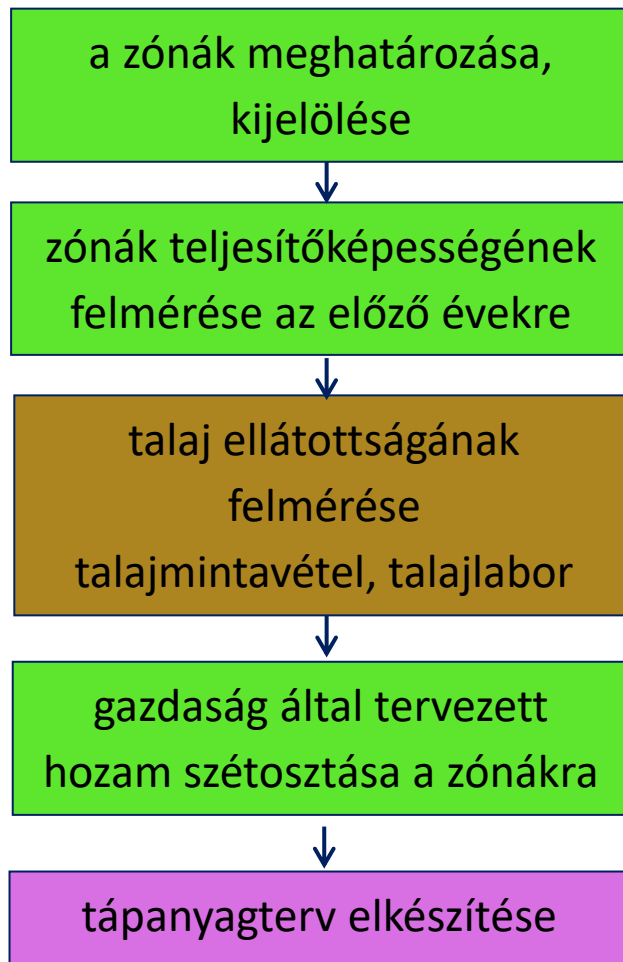 a zónák meghatározása,
kijelölése
zónák teljesítőképességének
felmérése az előző évekre
talaj ellátottságának
felmérése
talajmintavétel, talajlabor
gazdaság által tervezett
hozam szétosztása a zónákra
tápanyagterv elkészítése